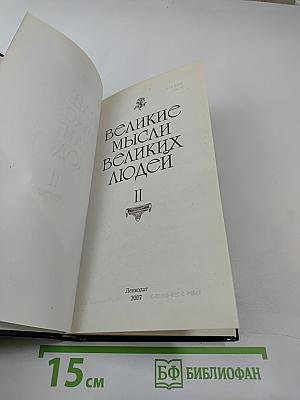 ВЕЛИКИЕ
МЫСЛИ
ВЕЛИКИХ
ЛЮДЕЙ
II
Лениздат
2007
15 см
БФ БИБЛИОФАН